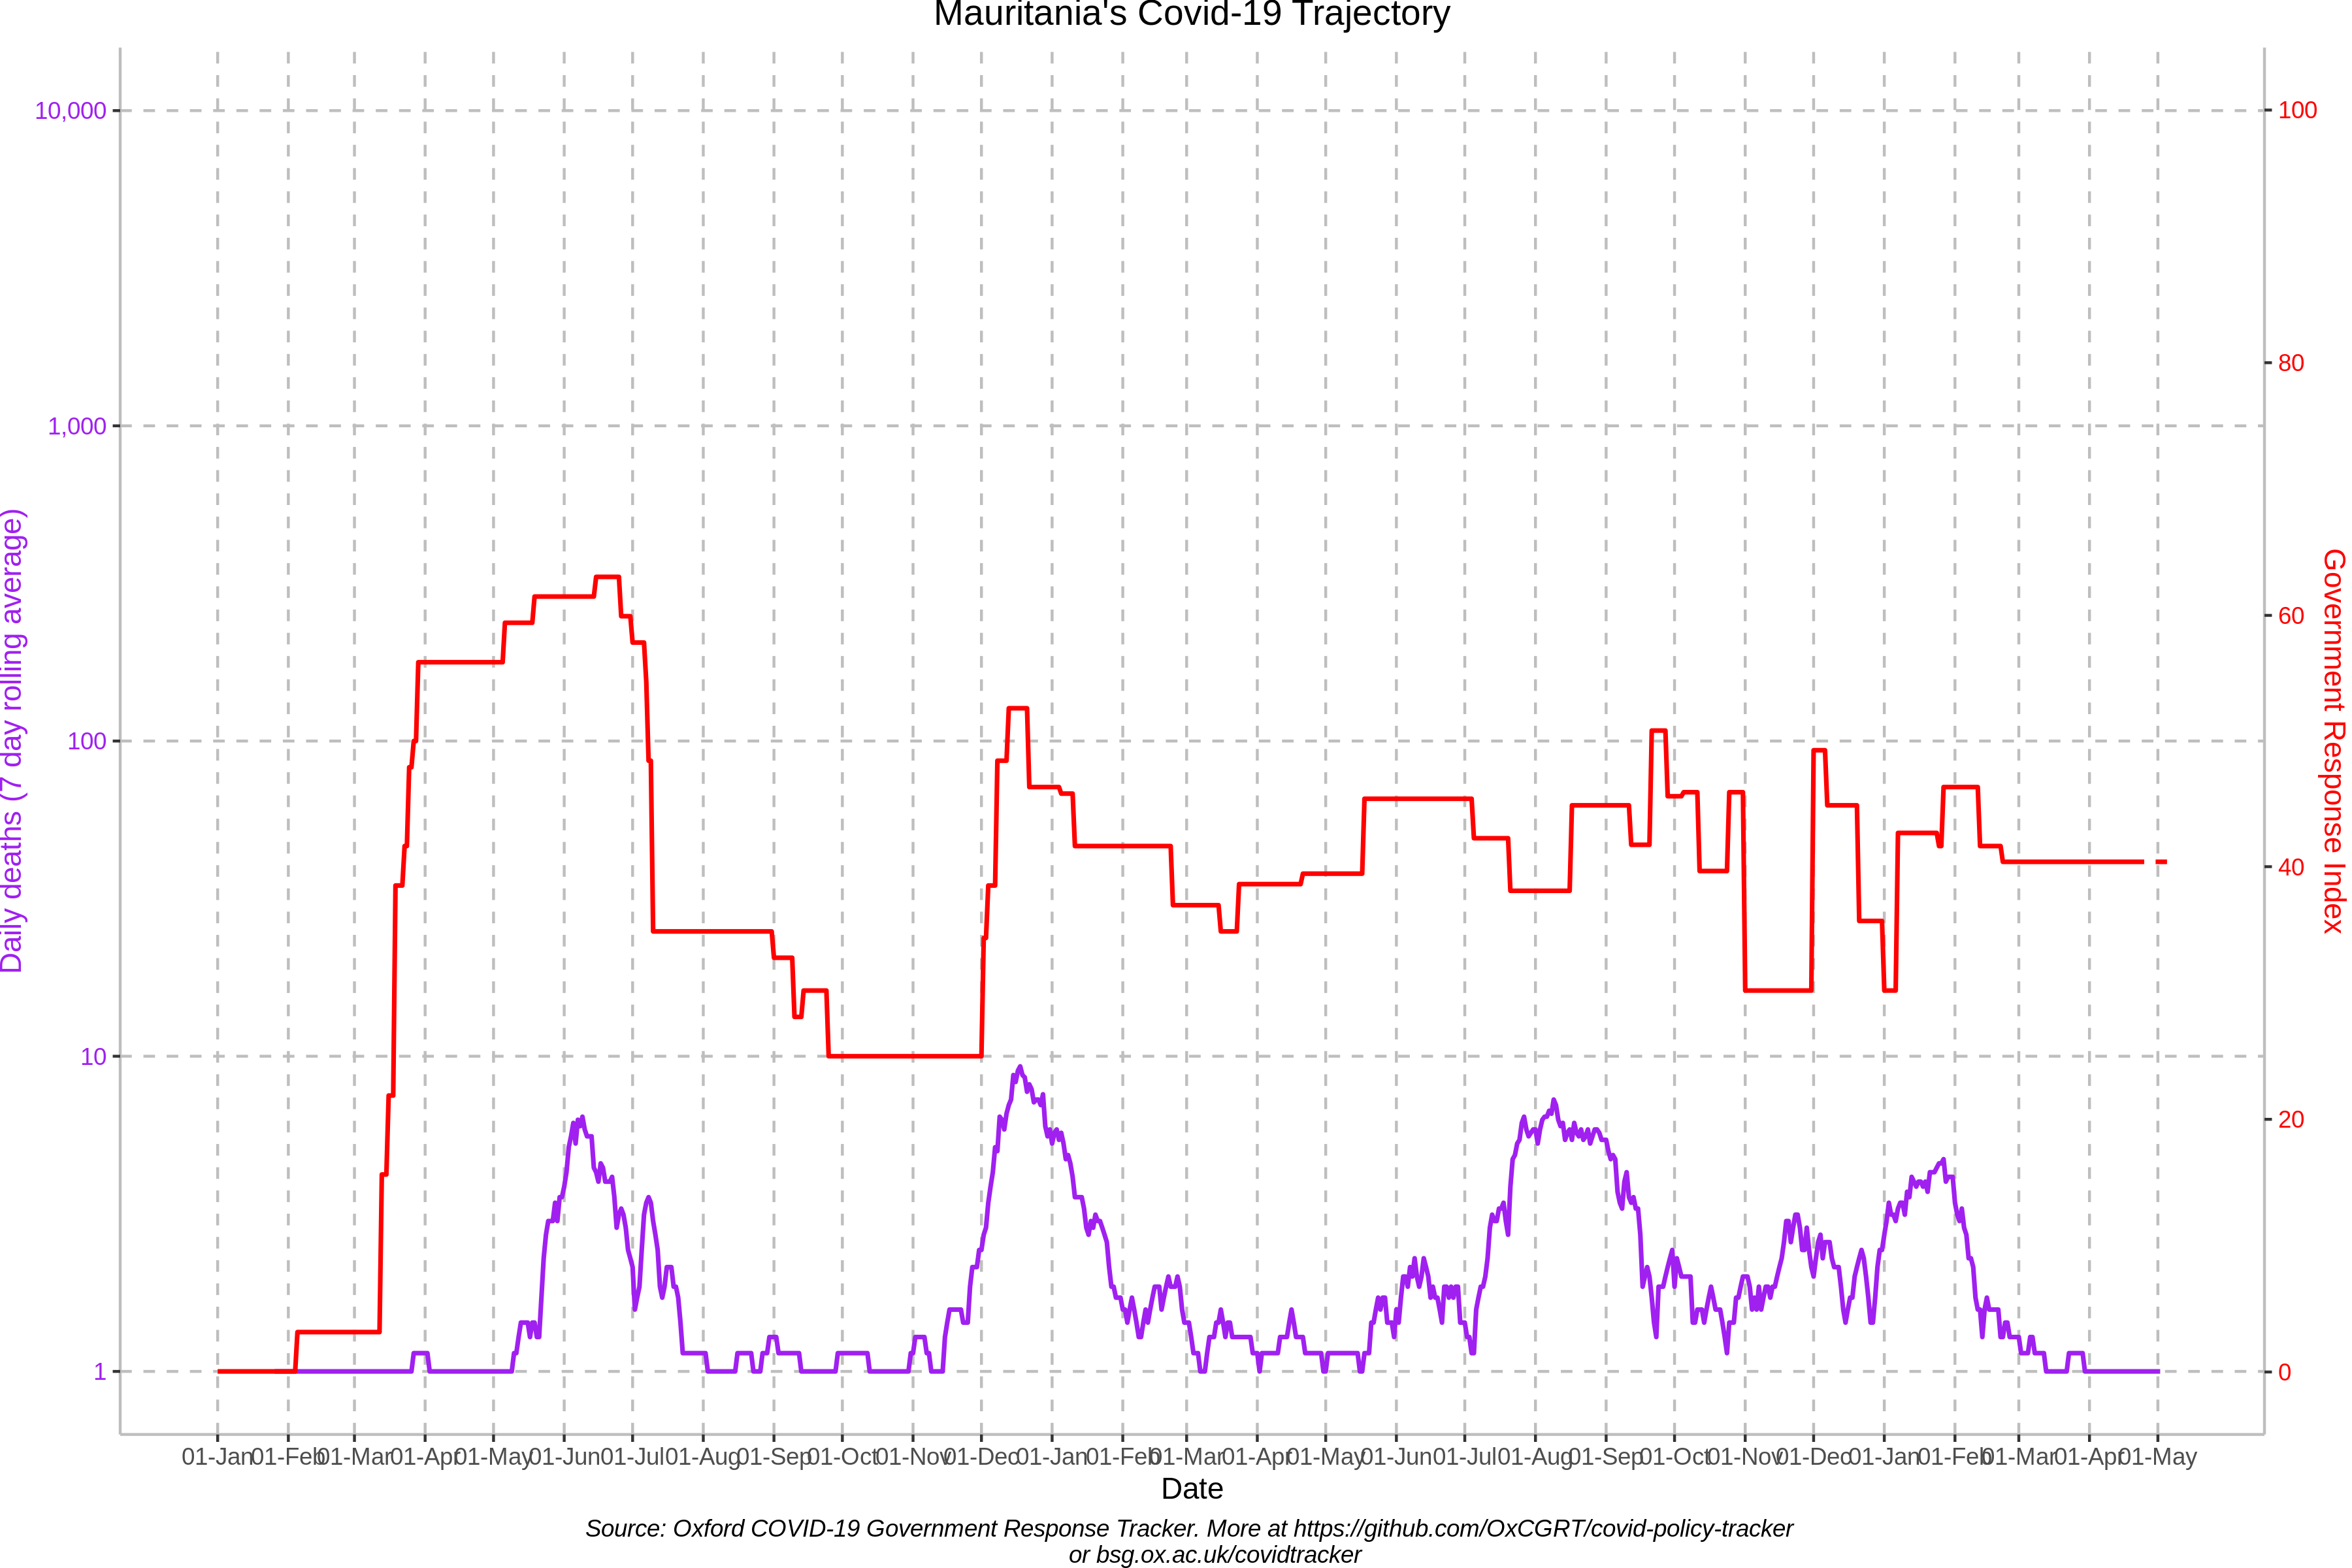 Mauritania's Covid-19 Trajectory
10,000
1,000
100
10
1
Daily deaths (7 day rolling average)
100
80
60
40
20
0
Government Response Index
01-Jan 01-Feb 01-Mar 01-Apr 01-May 01-Jun 01-Jul 01-Aug 01-Sep 01-Oct 01-Nov 01-Dec 01-Jan 01-Feb 01-Mar 01-Apr 01-May 01-Jun 01-Jul 01-Aug 01-Sep 01-Oct 01-Nov 01-Dec 01-Jan 01-Feb 01-Mar 01-Apr 01-May
Date
Source: Oxford COVID-19 Government Response Tracker. More at https://github.com/OxCGRT/covid-policy-tracker
or bsg.ox.ac.uk/covidtracker